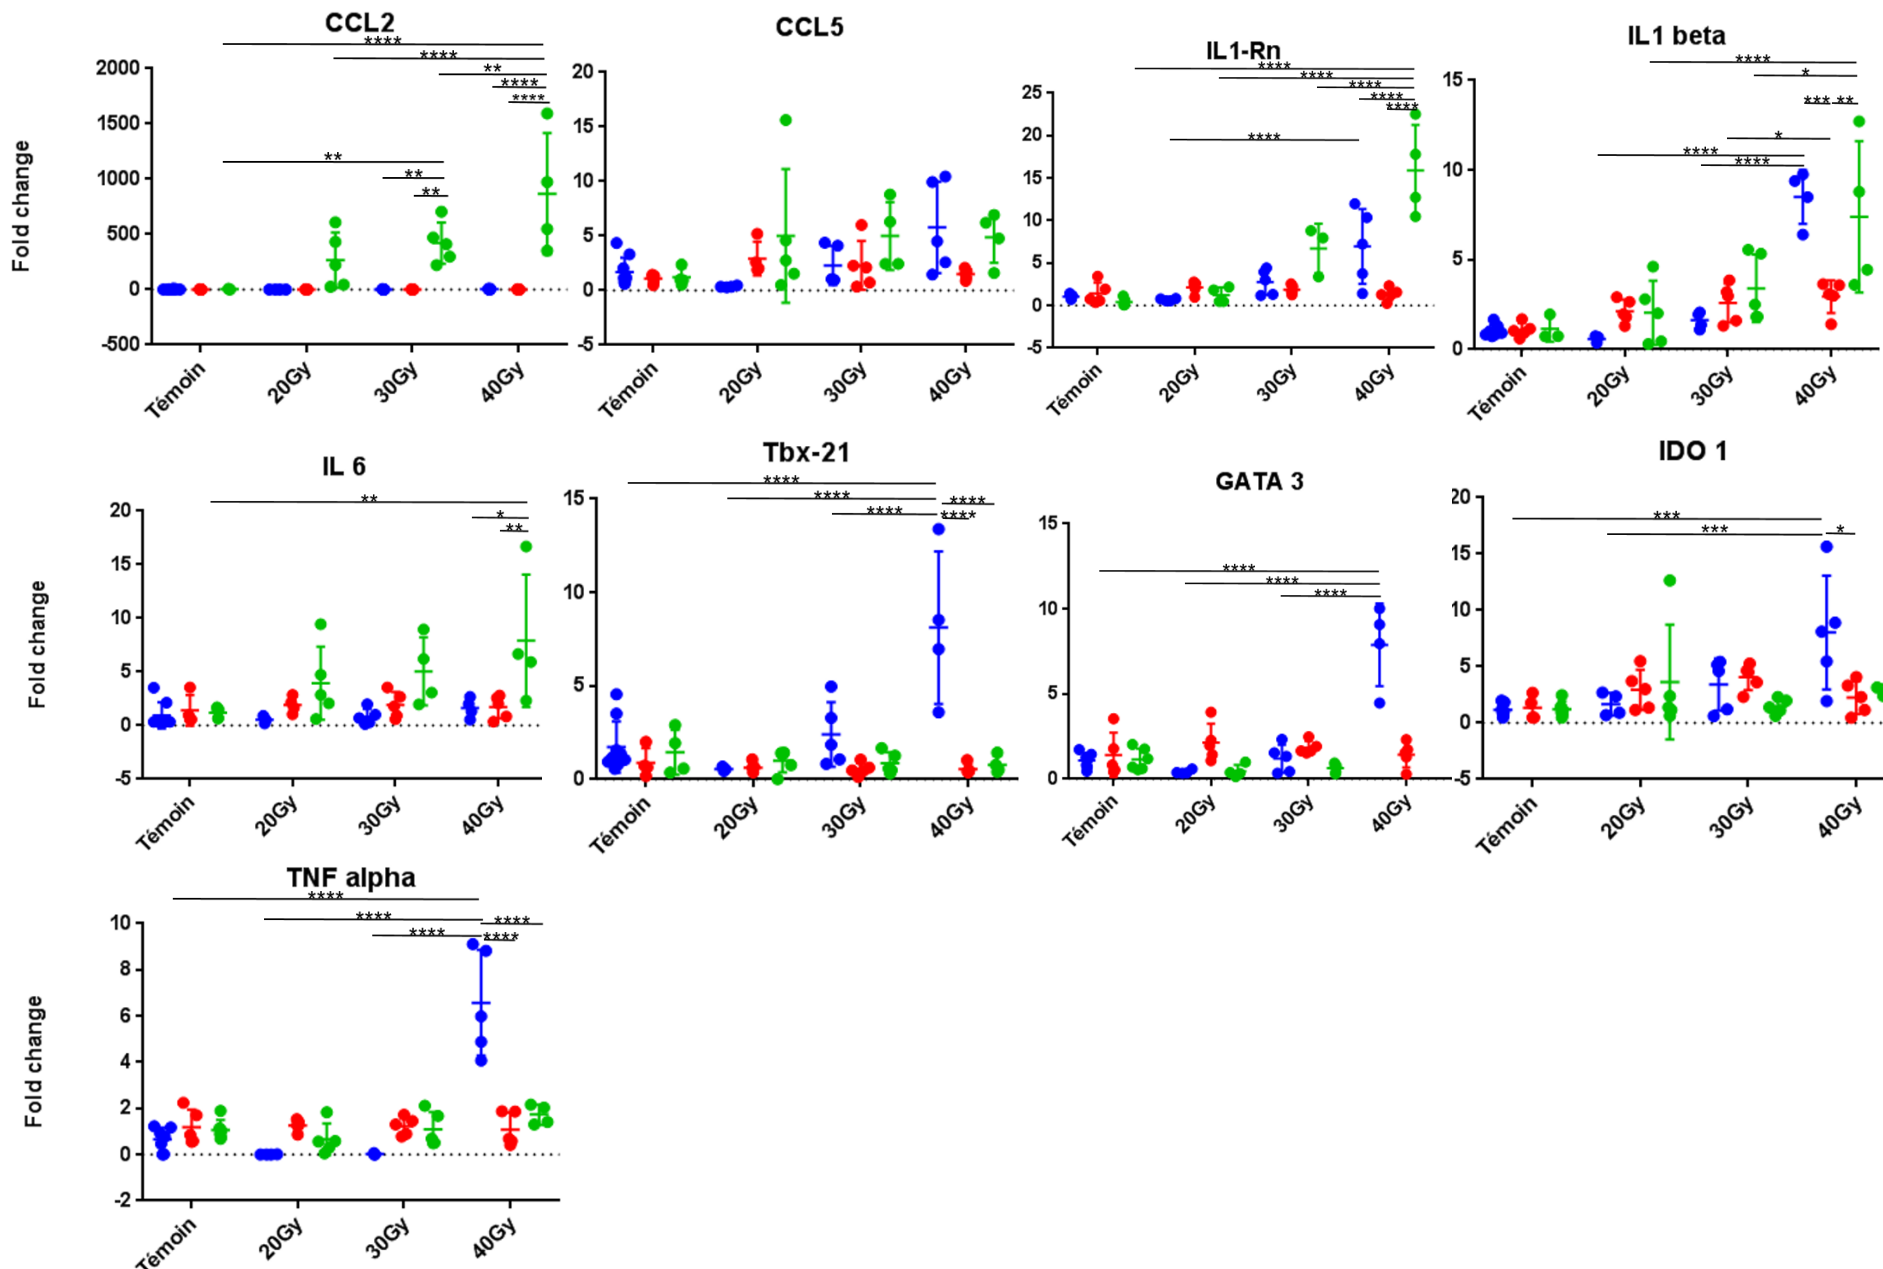 CCL2
****
****
**
****
****
**
**
**
Fold change
2000
1500
1000
500
0
-500
Témoin
20Gy
30Gy
40Gy
CCL5
20
15
10
5
0
-5
Témoin
20Gy
30Gy
40Gy
IL1-Rn
****
****
****
****
****
****
25
20
15
10
5
0
-5
Témoin
20Gy
30Gy
40Gy
IL1 beta
****
*
*** **
*
****
****
15
10
5
0
Témoin
20Gy
30Gy
40Gy
IL 6
**
*
**
Fold change
20
15
10
5
0
-5
Témoin
20Gy
30Gy
40Gy
Tbx-21
****
****
****
****
****
15
10
5
0
Témoin
20Gy
30Gy
40Gy
GATA 3
****
****
****
15
10
5
0
Témoin
20Gy
30Gy
40Gy
IDO 1
***
***
*
20
15
10
5
0
-5
Témoin
20Gy
30Gy
40Gy
TNF alpha
****
****
****
****
****
Fold change
10
8
6
4
2
0
-2
Témoin
20Gy
30Gy
40Gy